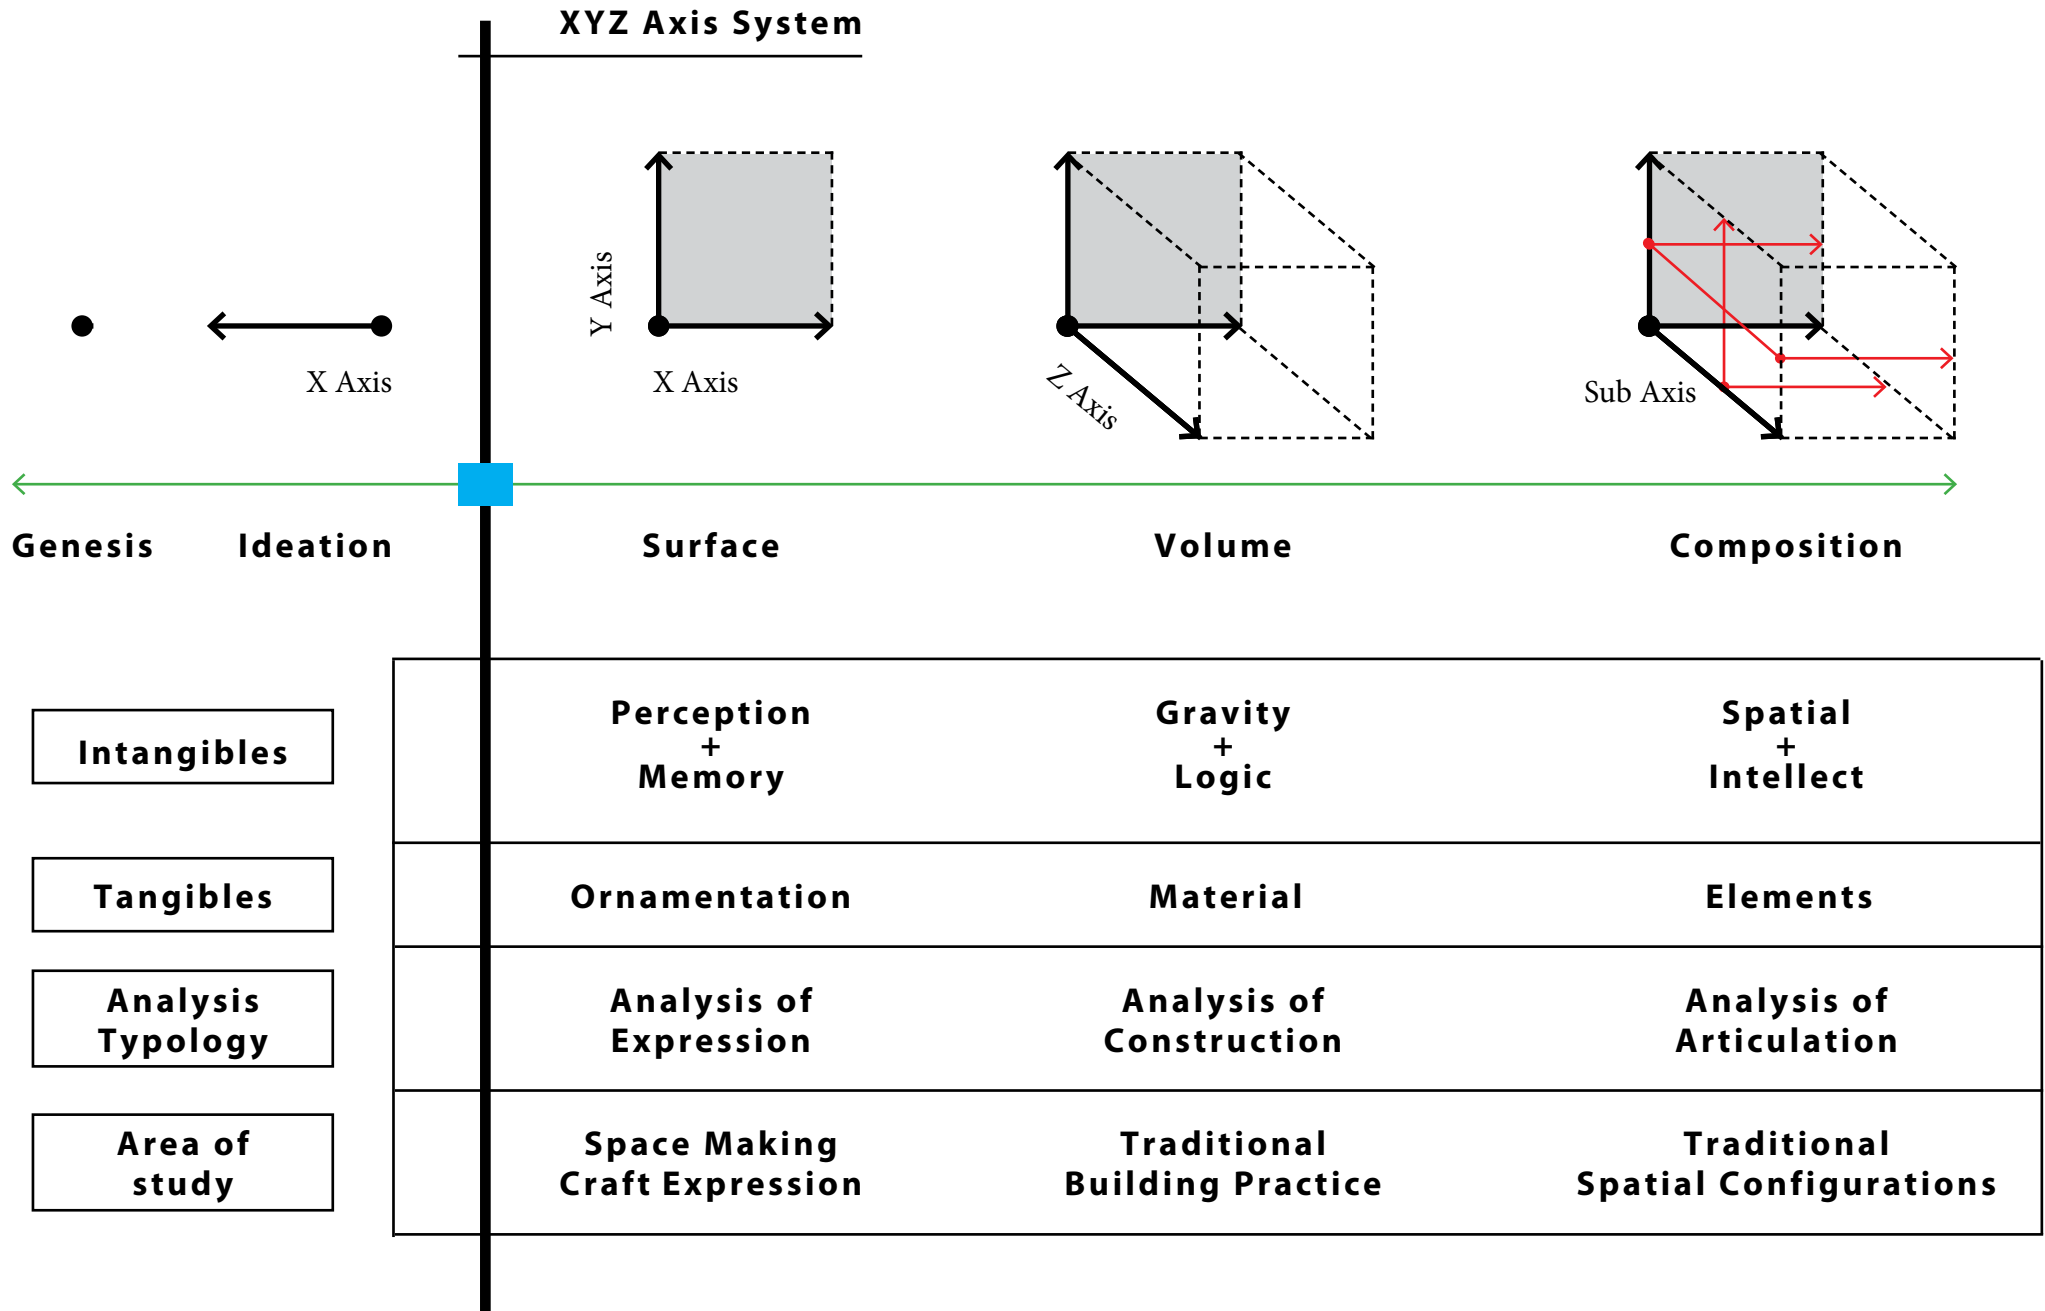 XYZ Axis System
Y Axis
X Axis
X Axis
Z Axis
Sub Axis
Genesis
Ideation
Surface
Volume
Composition
Intangibles
Perception
+
Memory
Gravity
+
Logic
Spatial
+
Intellect
Tangibles
Ornamentation
Material
Elements
Analysis
Typology
Analysis of
Expression
Analysis of
Construction
Analysis of
Articulation
Area of
study
Space Making
Craft Expression
Traditional
Building Practice
Traditional
Spatial Configurations